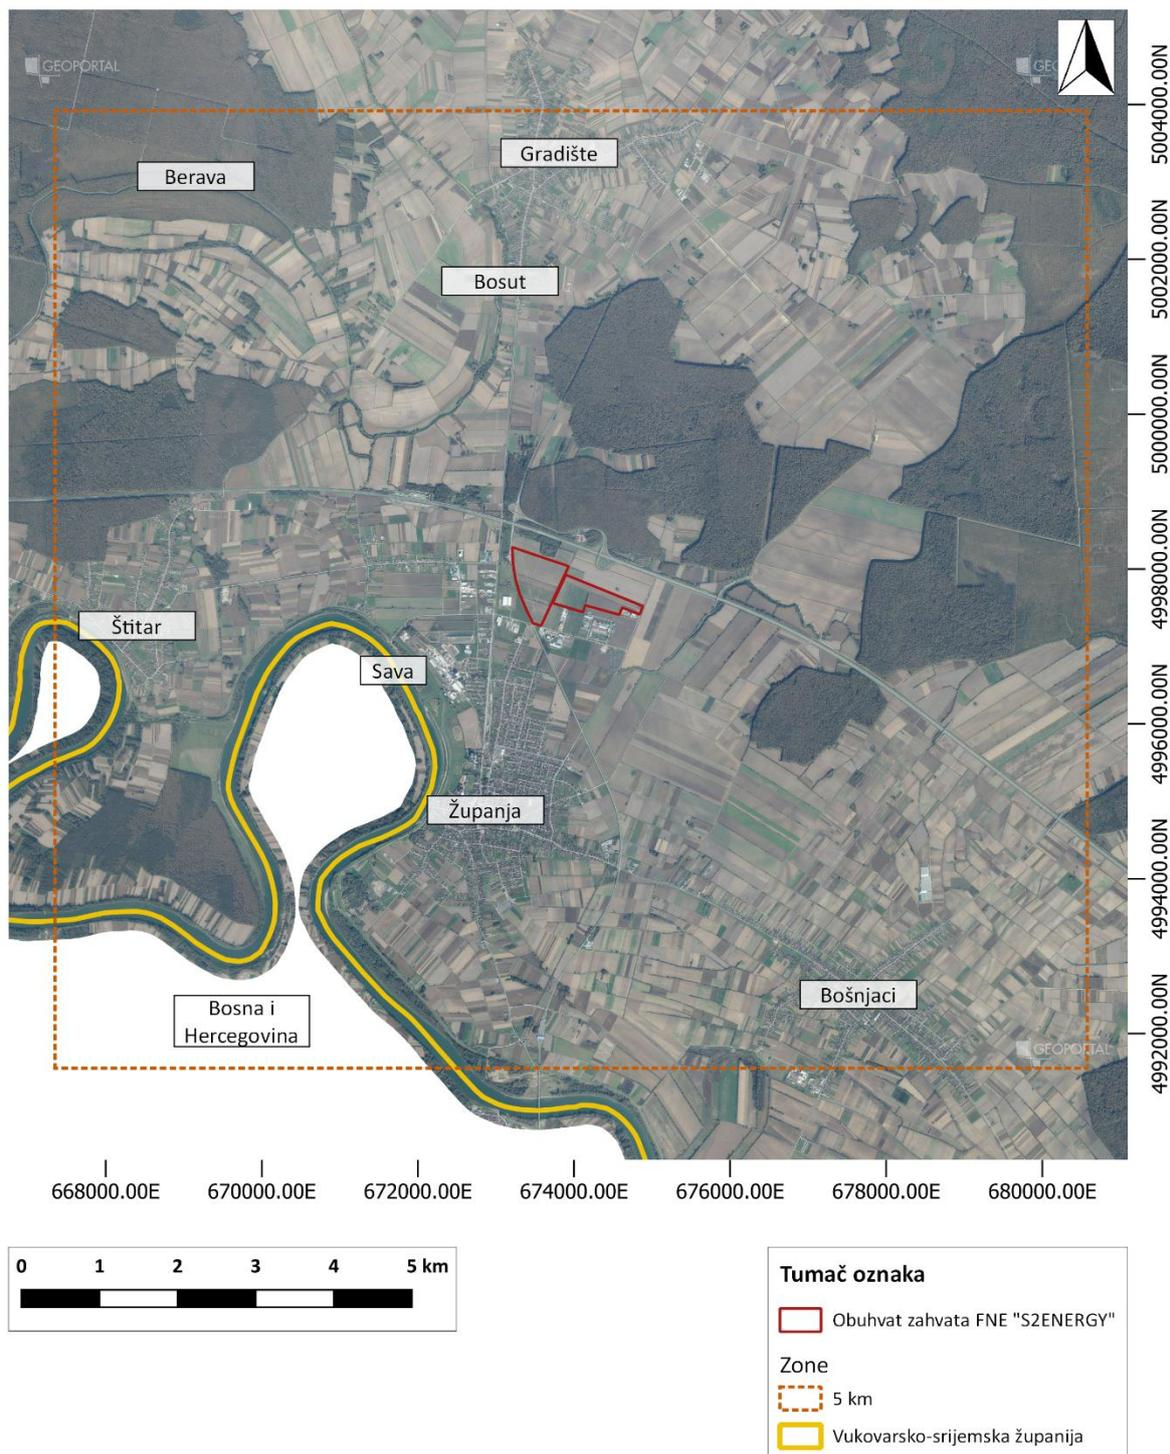 GEOPORTAL
GEO
5004000.00N
Gradište
Berava
5002000.00N
Bosut
5000000.00N
4998000.00N
Štitar
Sava
4996000.00N
Županja
4994000.00N
Bošnjaci
Bosna i
Hercegovina
4992000.00N
GEOPORTAL
668000.00E 670000.00E 672000.00E 674000.00E 676000.00E 678000.00E 680000.00E
0 1 2 3 4 5 km
Tumač oznaka
Obuhvat zahvata FNE "S2ENERGY"
Zone
5 km
Vukovarsko-srijemska županija